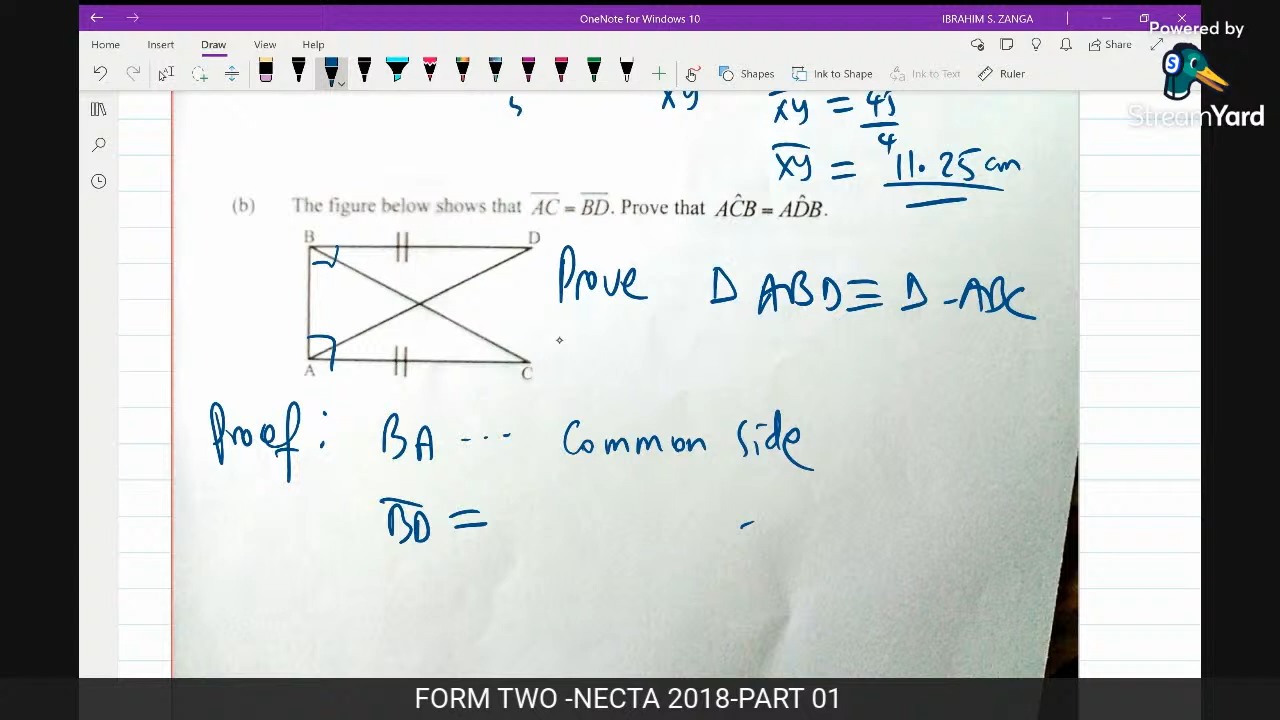 OneNote for Windows 10
IBRAHIM S. ZANGA
Powered by
StreamYard
Home Insert Draw View Help
Share
Shapes Ink to Shape Ink to Text Ruler
xy
xy = 45
4
xy = 11.25 cm
(b) The figure below shows that AC = BD. Prove that AĈB = AD̂B.
B D
A C
Prove Δ ABD ≡ Δ ABC
Proof: BA ... Common side
BD =
FORM TWO -NECTA 2018-PART 01